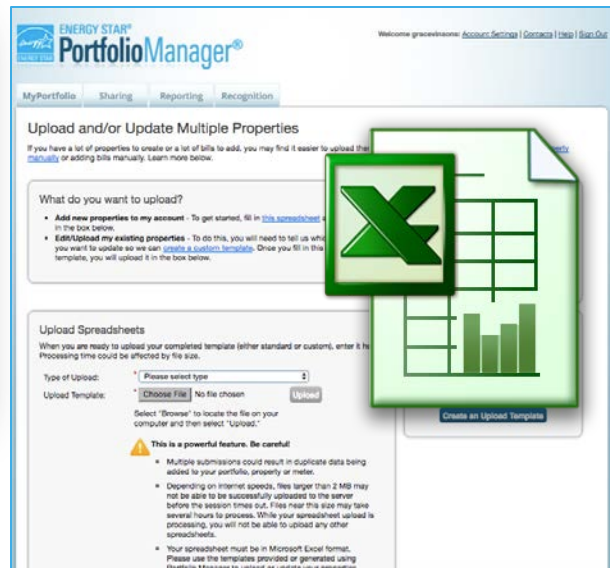 ENERGY STAR®
PortfolioManager®
Welcome gracevinsons: Account Settings | Contacts | Help | Sign Out
ENERGY STAR
MyPortfolio Sharing Reporting Recognition
Upload and/or Update Multiple Properties
If you have a lot of properties to create or a lot of bills to add, you may find it easier to upload
manually or adding bills manually. Learn more below.
What do you want to upload?
Add new properties to my account - To get started, fill in this spreadsheet
in the box below.
Edit/Upload my existing properties - To do this, you will need to tell us
you want to update so we can create a custom template. Once you fill in this
template, you will upload it in the box below.
Upload Spreadsheets
When you are ready to upload your completed template (either standard or custom), enter it
Processing time could be affected by file size.
Type of Upload: * Please select type
Upload Template: * Choose File No file chosen Upload
Select "Browse" to locate the file on your
computer and then select "Upload."
Create an Upload Template
This is a powerful feature. Be careful!
Multiple submissions could result in duplicate data being
added to your portfolio, property or meter.
Depending on internet speeds, files larger than 2 MB may
not be able to be successfully uploaded to the server
before the session times out. Files near this size may take
several hours to process. While your spreadsheet upload is
processing, you will not be able to upload any other
spreadsheets.
Your spreadsheet must be in Microsoft Excel format.
Please use the templates provided or generated using
Portfolio Manager to upload or update your properties